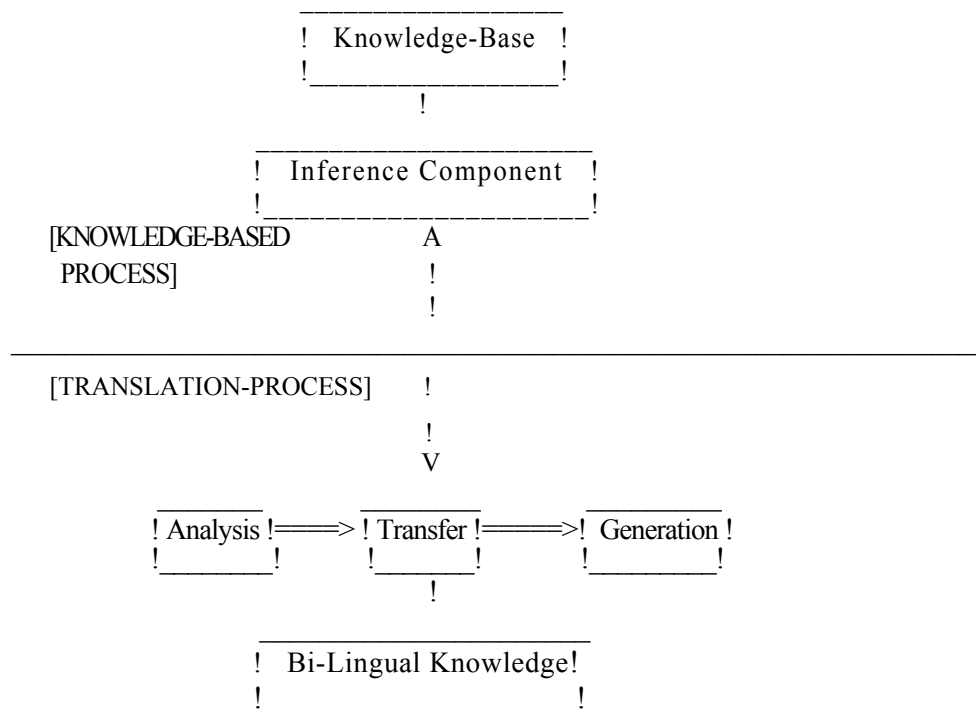 Knowledge-Base
Inference Component
[KNOWLEDGE-BASED
PROCESS]
A
[TRANSLATION-PROCESS]
V
Analysis ====> Transfer =====> Generation
Bi-Lingual Knowledge